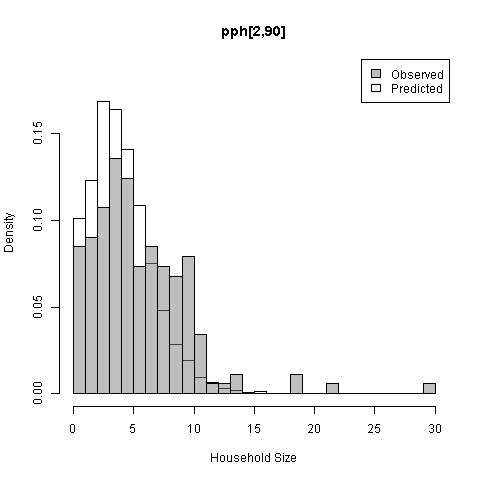 pph[2,90]
Observed
Predicted
Density
0.15
0.10
0.05
0.00
0 5 10 15 20 25 30
Household Size